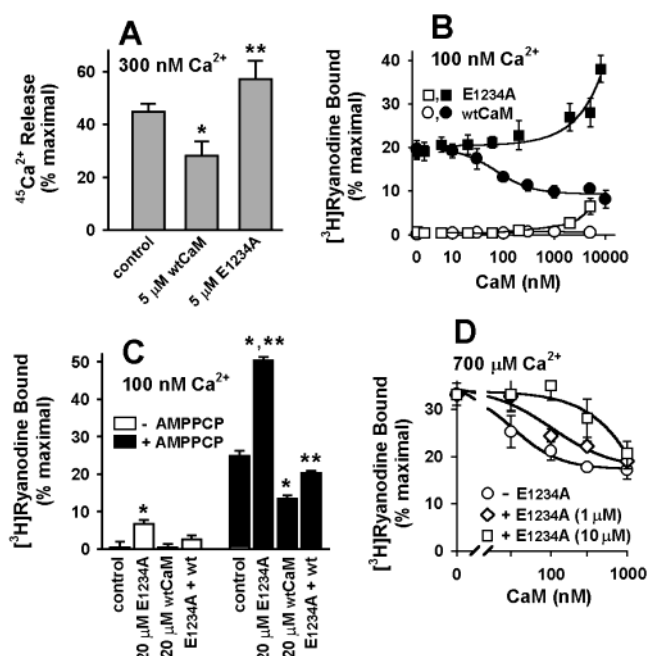 A
300 nM Ca2+
45Ca2+ Release
(% maximal)
60
40
20
0
*
**
control
5 µM wtCaM
5 µM E1234A
B
100 nM Ca2+
[3H]Ryanodine Bound
(% maximal)
40
30
20
10
0
□,■ E1234A
○,● wtCaM
0
10
100
1000
10000
CaM (nM)
C
100 nM Ca2+
[3H]Ryanodine Bound
(% maximal)
50
40
30
20
10
0
- AMPPCP
+ AMPPCP
*
*,**
*
**
control
20 µM E1234A
20 µM wtCaM
E1234A + wt
control
20 µM E1234A
20 µM wtCaM
E1234A + wt
D
700 µM Ca2+
[3H]Ryanodine Bound
(% maximal)
30
20
10
0
- E1234A
+ E1234A (1 µM)
+ E1234A (10 µM)
0
100
1000
CaM (nM)